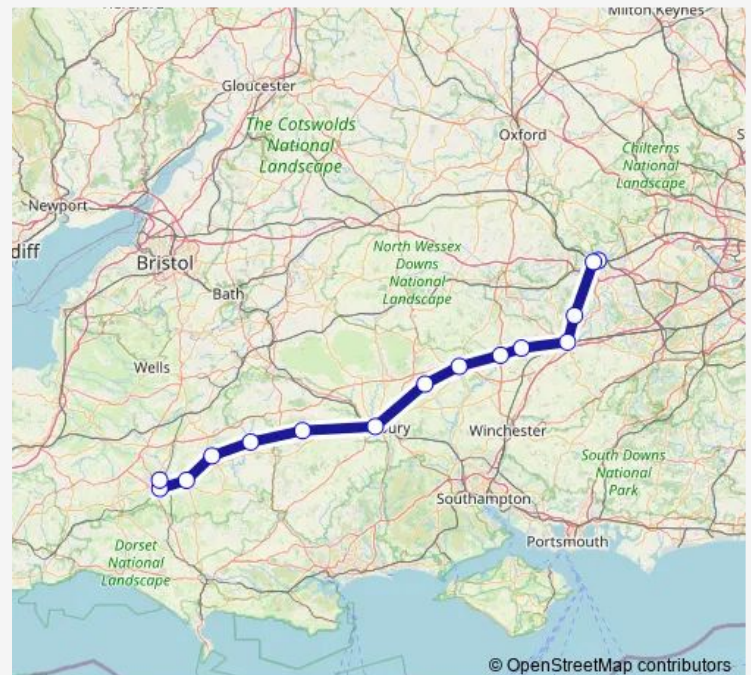 Milton Keynes
Gloucester
The Cotswolds
National
Landscape
Oxford
Chilterns
National
Landscape
Newport
diff
Bristol
North Wessex
Downs
National
Landscape
Bath
Wells
ury
Winchester
South Downs
National
Park
Southampton
Portsmouth
Dorset
National
Landscape
© OpenStreetMap contributors